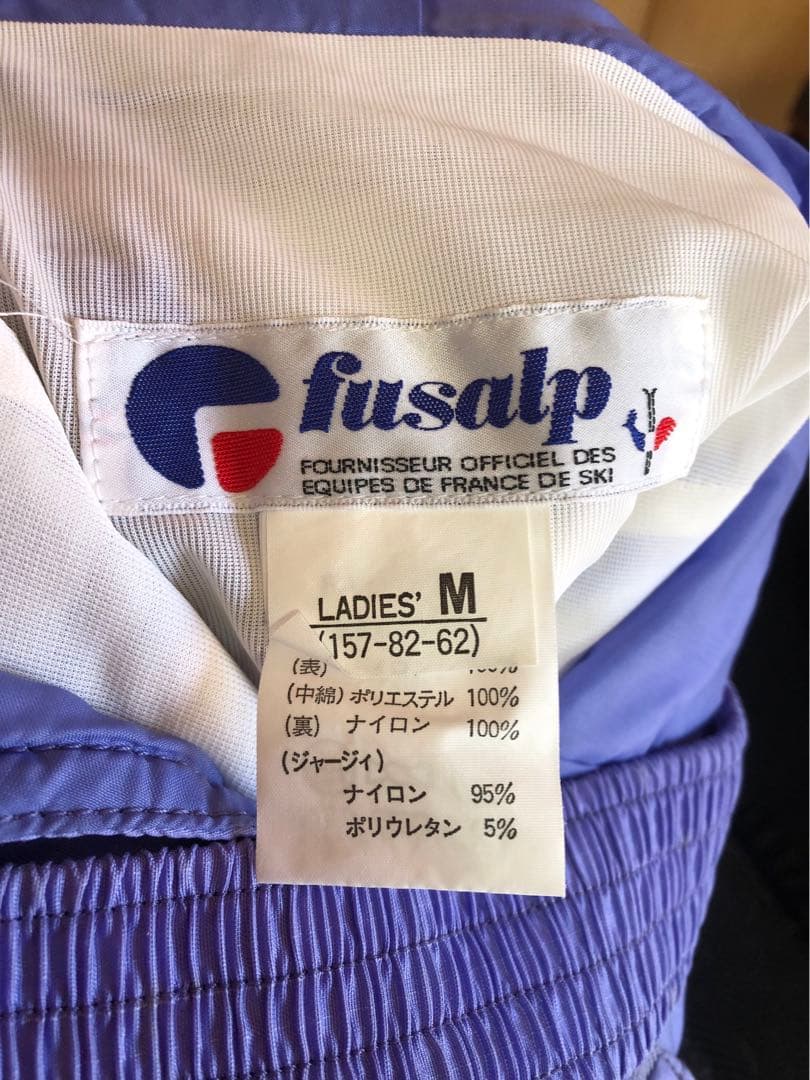 fusalp
FOURNISSEUR OFFICIEL DES
EQUIPES DE FRANCE DE SKI
LADIES' M
(157-82-62)
(表) 100%
(中綿) ポリエステル 100%
(裏) ナイロン 100%
(ジャージィ)
ナイロン 95%
ポリウレタン 5%